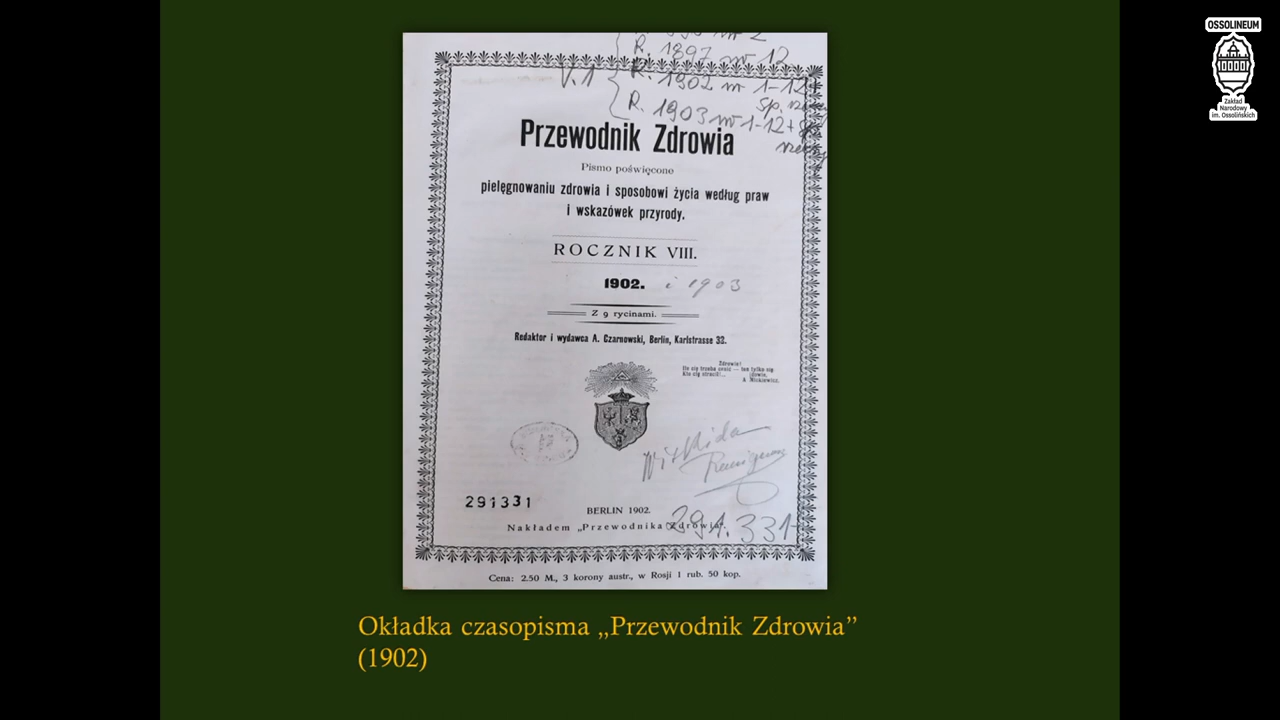 R. 1897 nr 12
V. 1
R. 1902 nr 1-12+
R. 1903 nr 1-12+
Przewodnik Zdrowia
Pismo poświęcone
pielęgnowaniu zdrowia i sposobowi życia według praw
i wskazówek przyrody.
ROCZNIK VIII.
1902. i 1903
Z 9 rycinami.
Redaktor i wydawca A. Czarnowski, Berlin, Karlstrasse 32.
Zdrowie!
Ile cię trzeba cenić — ten tylko się
Kto cię stracił...
A. Mickiewicz.
291331
BERLIN 1902.
Nakładem „Przewodnika Zdrowia".
291.331
Cena: 2.50 M., 3 korony austr., w Rosji 1 rub. 50 kop.
Okładka czasopisma „Przewodnik Zdrowia”
(1902)
OSSOLINEUM
Zakład
Narodowy
im. Ossolińskich